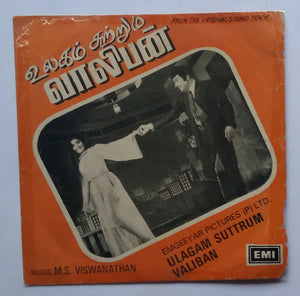 FROM THE ORIGINAL SOUND TRACK
உலகம் சுற்றும்
வாலிபன்
EMGEEYAR PICTURES (P) LTD.
ULAGAM SUTTRUM
VALIBAN
MUSIC M.S. VISWANATHAN
EMI